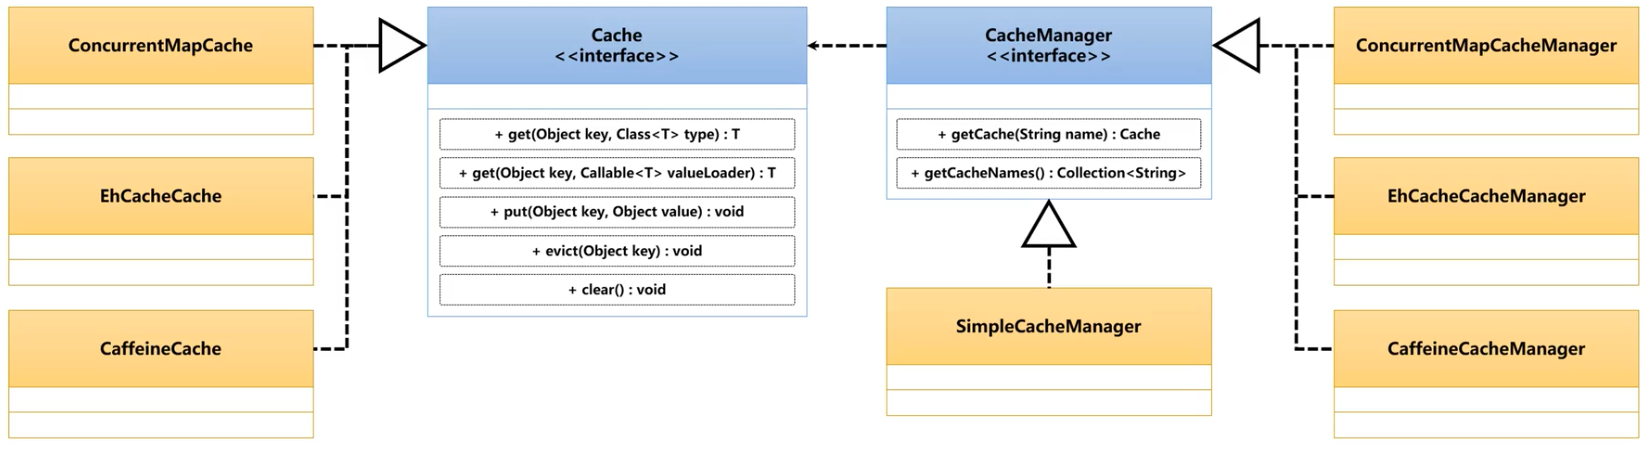 ConcurrentMapCache
EhCacheCache
CaffeineCache
Cache
<<interface>>
+ get(Object key, Class<T> type) : T
+ get(Object key, Callable<T> valueLoader) : T
+ put(Object key, Object value) : void
+ evict(Object key) : void
+ clear() : void
CacheManager
<<interface>>
+ getCache(String name) : Cache
+ getCacheNames() : Collection<String>
SimpleCacheManager
ConcurrentMapCacheManager
EhCacheCacheManager
CaffeineCacheManager